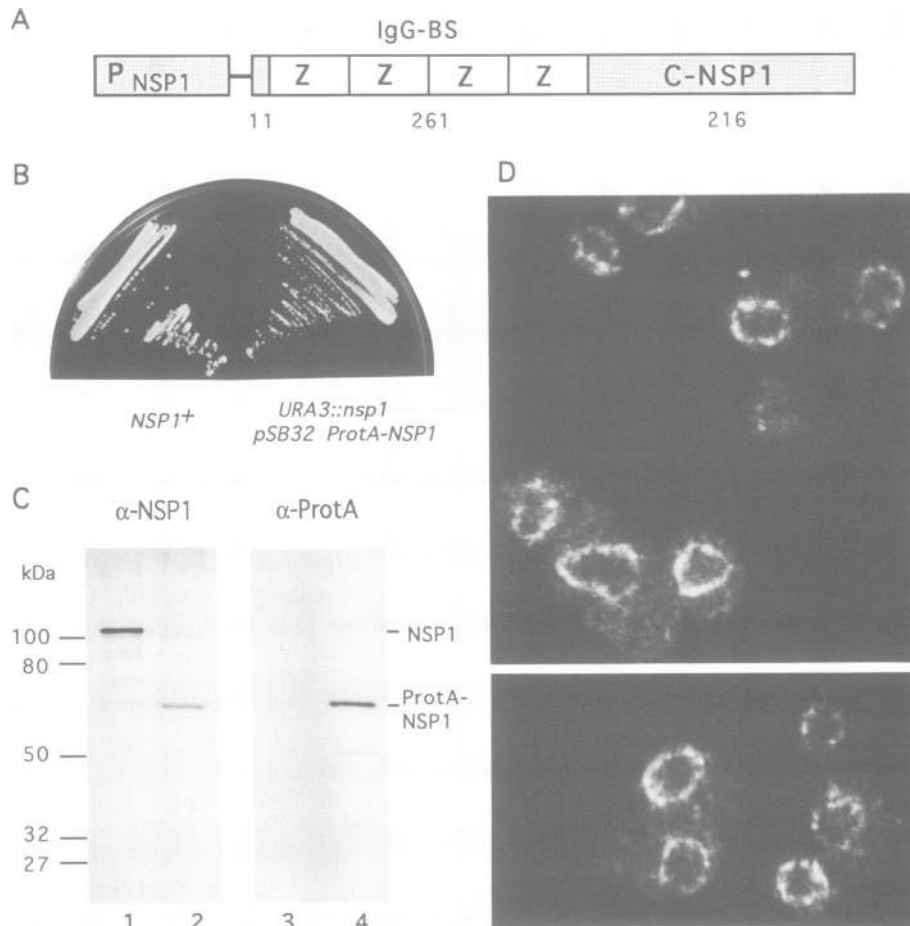 A
IgG-BS
P NSP1 Z Z Z Z C-NSP1
11 261 216
B
NSP1+
URA3::nsp1
pSB32 ProtA-NSP1
C
α-NSP1 α-ProtA
kDa
100
80
50
32
27
NSP1
ProtA-
NSP1
1 2 3 4
D